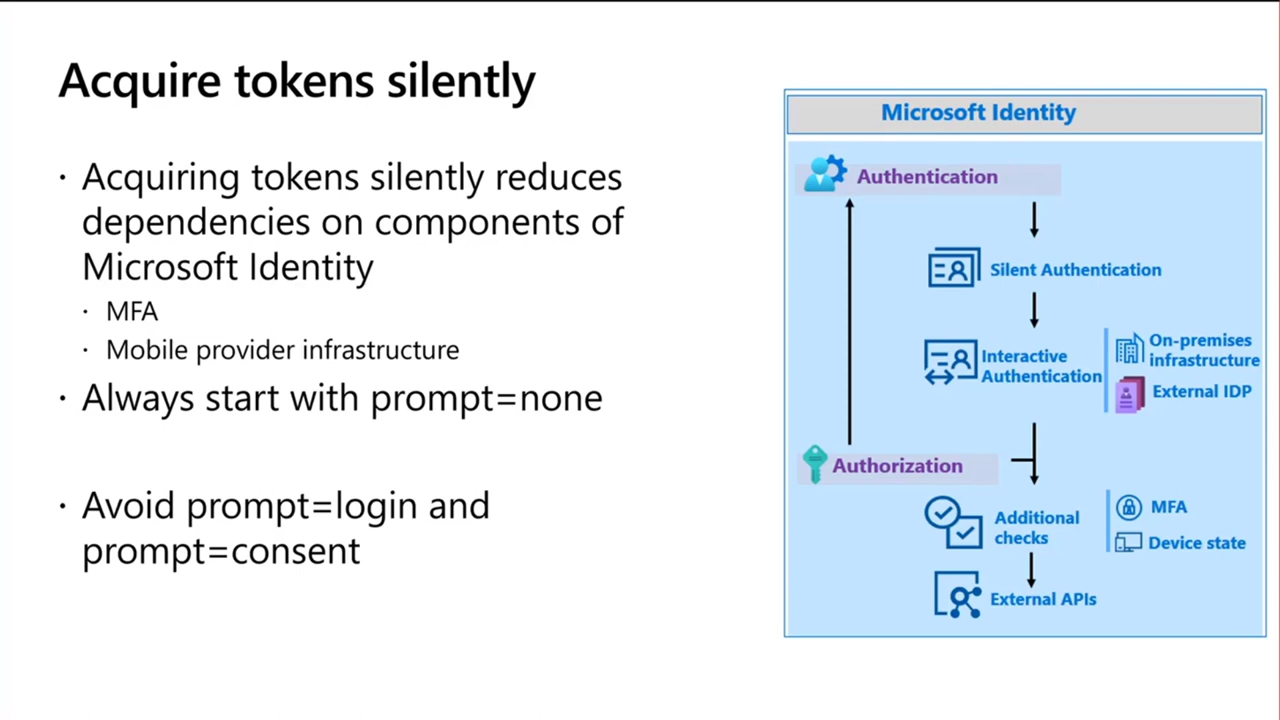 Acquire tokens silently
· Acquiring tokens silently reduces
dependencies on components of
Microsoft Identity
· MFA
· Mobile provider infrastructure
· Always start with prompt=none
· Avoid prompt=login and
prompt=consent
Microsoft Identity
Authentication
Silent Authentication
Interactive
Authentication
On-premises
infrastructure
External IDP
Authorization
Additional
checks
MFA
Device state
External APIs